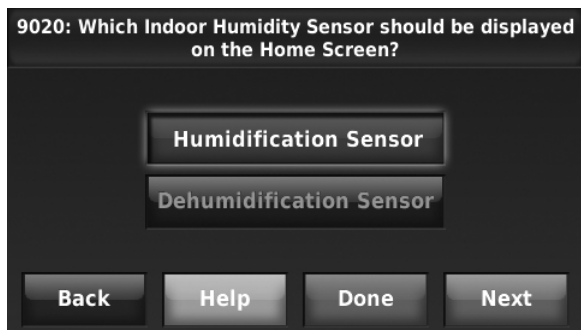 9020: Which Indoor Humidity Sensor should be displayed
on the Home Screen?
Humidification Sensor
Dehumidification Sensor
Back
Help
Done
Next